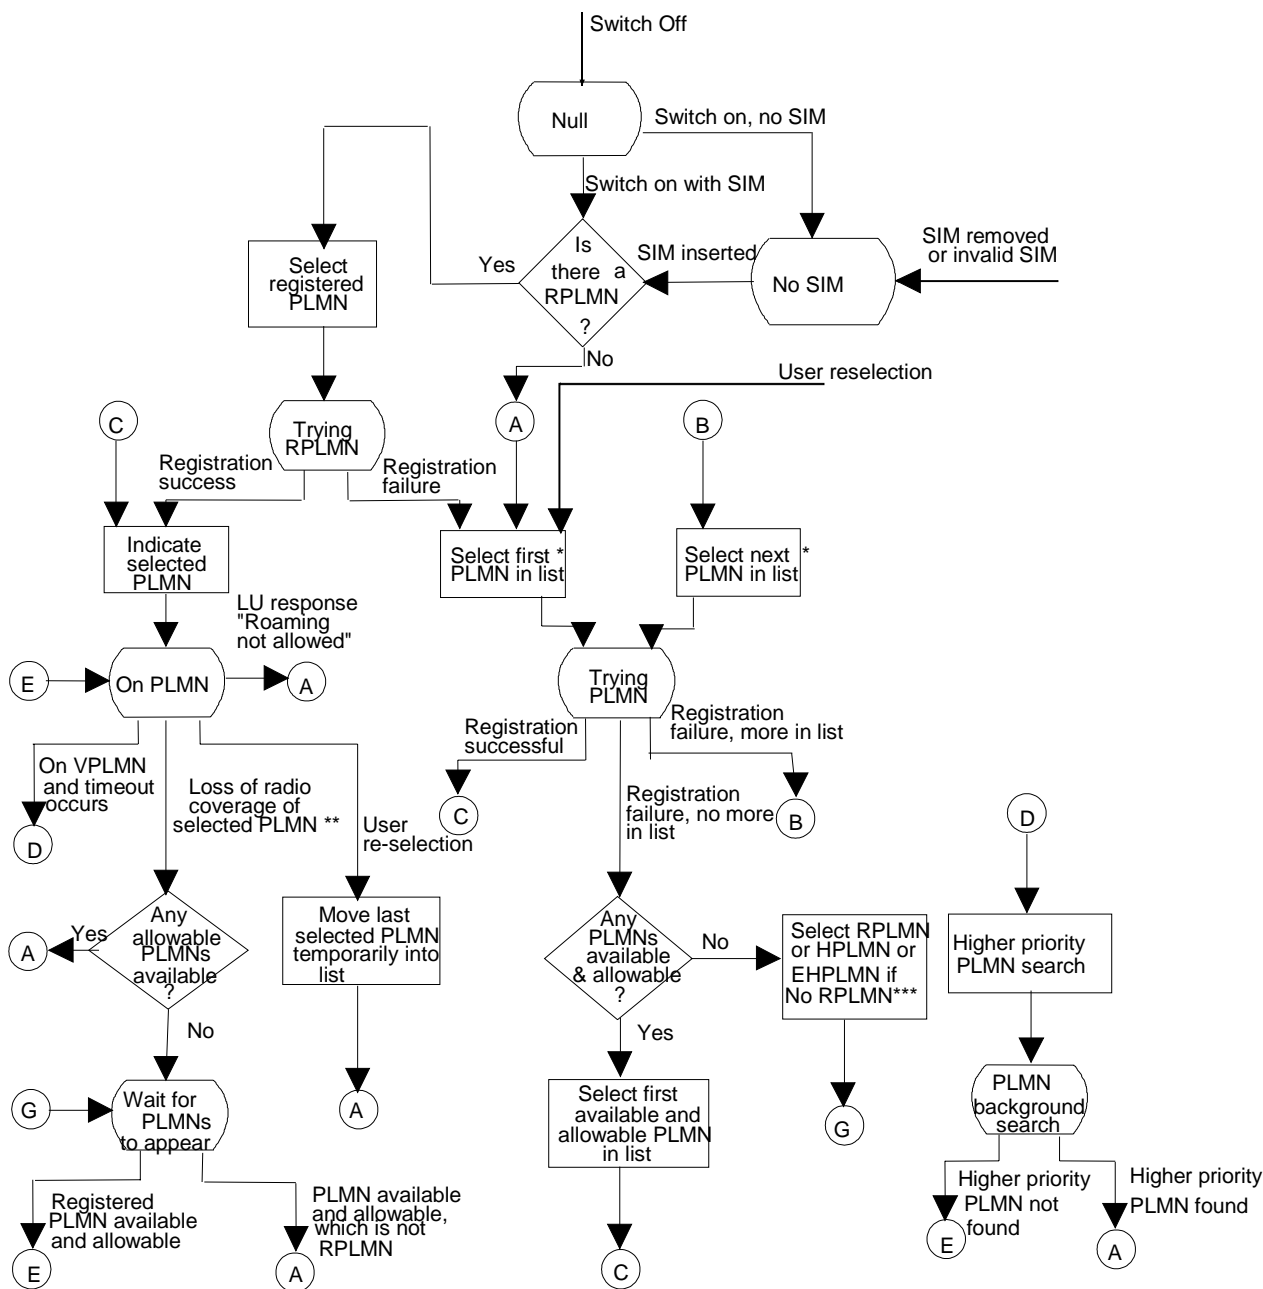 Switch Off
Null
Switch on, no SIM
Switch on with SIM
Is
there a
RPLMN
?
Yes
SIM inserted
No SIM
SIM removed
or invalid SIM
Select
registered
PLMN
No
User reselection
C
Trying
RPLMN
A
B
Registration
success
Registration
failure
Indicate
selected
PLMN
Select first *
PLMN in list
Select next *
PLMN in list
LU response
"Roaming
not allowed"
E
On PLMN
A
Trying
PLMN
Registration
successful
Registration
failure, more in list
On VPLMN
and timeout
occurs
Loss of radio
coverage of
selected PLMN **
User
re-selection
Registration
failure, no more
in list
D
C
B
D
Any
allowable
PLMNs
available
?
Yes
A
No
Move last
selected PLMN
temporarily into
list
Any
PLMNs
available
& allowable
?
No
Select RPLMN
or HPLMN or
EHPLMN if
No RPLMN***
Higher priority
PLMN search
Yes
G
Wait for
PLMNs
to appear
A
Select first
available and
allowable PLMN
in list
G
PLMN
background
search
Registered
PLMN available
and allowable
PLMN available
and allowable,
which is not
RPLMN
Higher priority
PLMN not
found
Higher priority
PLMN found
E
A
C
E
A